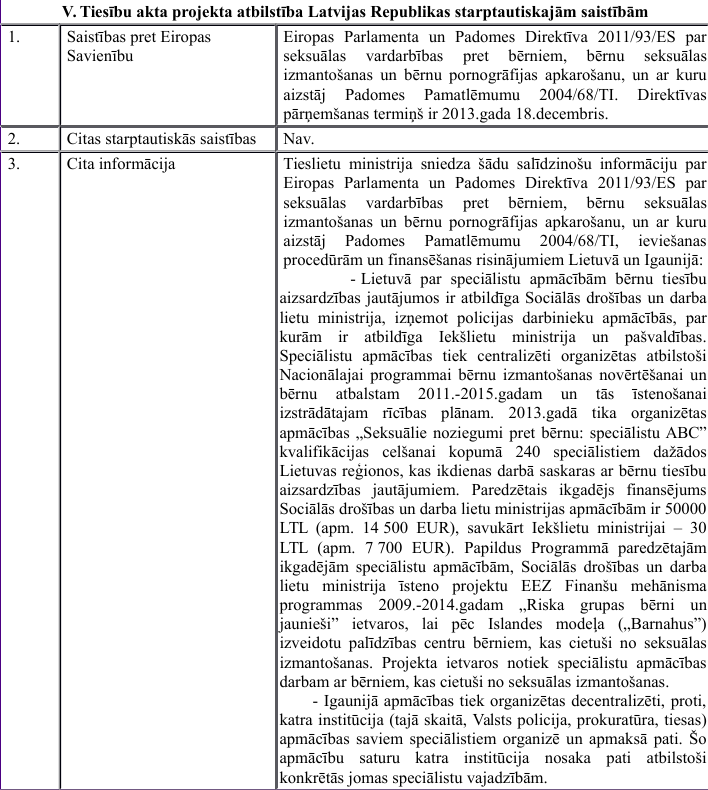 V. Tiesību akta projekta atbilstība Latvijas Republikas starptautiskajām saistībām
1. Saistības pret Eiropas Savienību
Eiropas Parlamenta un Padomes Direktīva 2011/93/ES par
seksuālas vardarbības pret bērniem, bērnu seksuālas
izmantošanas un bērnu pornogrāfijas apkarošanu, un ar kuru
aizstāj Padomes Pamatlēmumu 2004/68/TI. Direktīvas
pārņemšanas termiņš ir 2013.gada 18.decembris.
2. Citas starptautiskās saistības Nav.
3. Cita informācija
Tieslietu ministrija sniedza šādu salīdzinošu informāciju par
Eiropas Parlamenta un Padomes Direktīva 2011/93/ES par
seksuālas vardarbības pret bērniem, bērnu seksuālas
izmantošanas un bērnu pornogrāfijas apkarošanu, un ar kuru
aizstāj Padomes Pamatlēmumu 2004/68/TI, ieviešanas
procedūrām un finansēšanas risinājumiem Lietuvā un Igaunijā:
- Lietuvā par speciālistu apmācībām bērnu tiesību
aizsardzības jautājumos ir atbildīga Sociālās drošības un darba
lietu ministrija, izņemot policijas darbinieku apmācībās, par
kurām ir atbildīga Iekšlietu ministrija un pašvaldības.
Speciālistu apmācības tiek centralizēti organizētas atbilstoši
Nacionālajai programmai bērnu izmantošanas novērtēšanai un
bērnu atbalstam 2011.-2015.gadam un tās īstenošanai
izstrādātajam rīcības plānam. 2013.gadā tika organizētas
apmācības „Seksuālie noziegumi pret bērnu: speciālistu ABC”
kvalifikācijas celšanai kopumā 240 speciālistiem dažādos
Lietuvas reģionos, kas ikdienas darbā saskaras ar bērnu tiesību
aizsardzības jautājumiem. Paredzētais ikgadējs finansējums
Sociālās drošības un darba lietu ministrijas apmācībām ir 50000
LTL (apm. 14 500 EUR), savukārt Iekšlietu ministrijai – 30
LTL (apm. 7 700 EUR). Papildus Programmā paredzētajām
ikgadējām speciālistu apmācībām, Sociālās drošības un darba
lietu ministrija īsteno projektu EEZ Finanšu mehānisma
programmas 2009.-2014.gadam „Riska grupas bērni un
jaunieši” ietvaros, lai pēc Islandes modeļa („Barnahus”)
izveidotu palīdzības centru bērniem, kas cietuši no seksuālas
izmantošanas. Projekta ietvaros notiek speciālistu apmācības
darbam ar bērniem, kas cietuši no seksuālas izmantošanas.
- Igaunijā apmācības tiek organizētas decentralizēti, proti,
katra institūcija (tajā skaitā, Valsts policija, prokuratūra, tiesas)
apmācības saviem speciālistiem organizē un apmaksā pati. Šo
apmācību saturu katra institūcija nosaka pati atbilstoši
konkrētās jomas speciālistu vajadzībām.